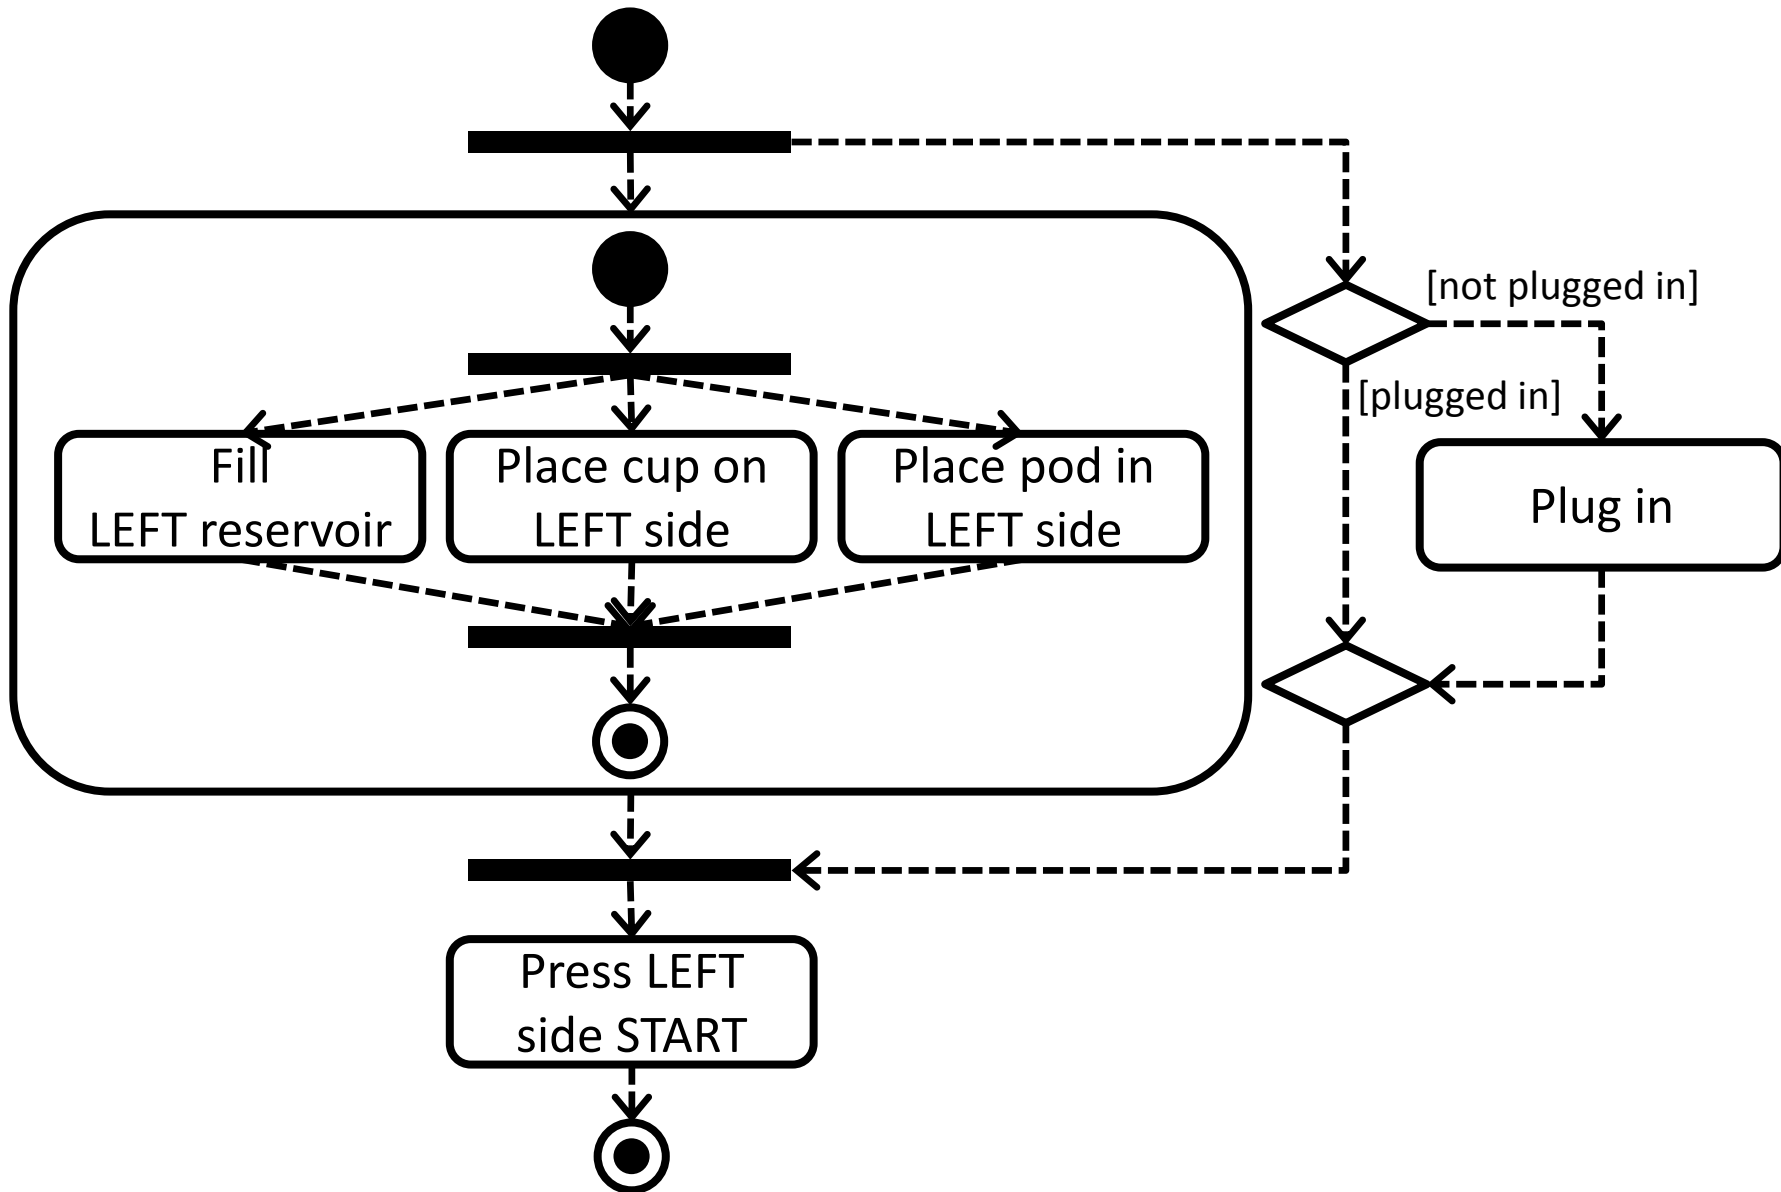 [not plugged in]
[plugged in]
Fill
LEFT reservoir
Place cup on
LEFT side
Place pod in
LEFT side
Plug in
Press LEFT
side START